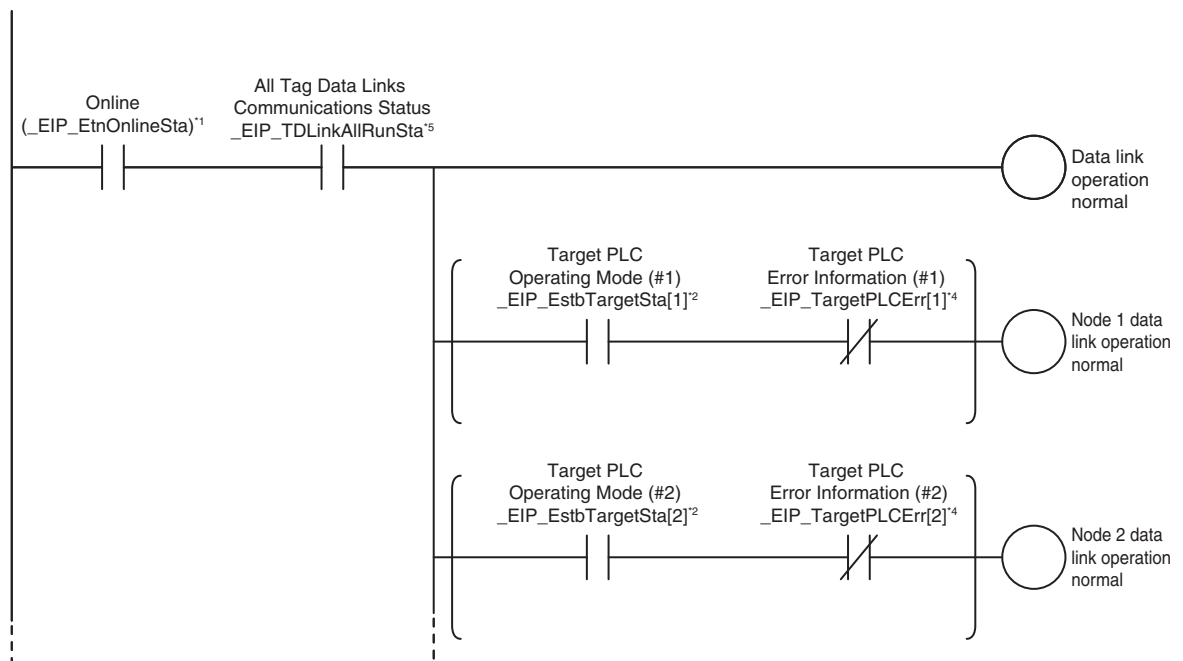 Online
(_EIP_EtnOnlineSta)*1
All Tag Data Links
Communications Status
_EIP_TDLinkAllRunSta*5
Data link
operation
normal
Target PLC
Operating Mode (#1)
_EIP_EstbTargetSta[1]*2
Target PLC
Error Information (#1)
_EIP_TargetPLCErr[1]*4
Node 1 data
link operation
normal
Target PLC
Operating Mode (#2)
_EIP_EstbTargetSta[2]*2
Target PLC
Error Information (#2)
_EIP_TargetPLCErr[2]*4
Node 2 data
link operation
normal